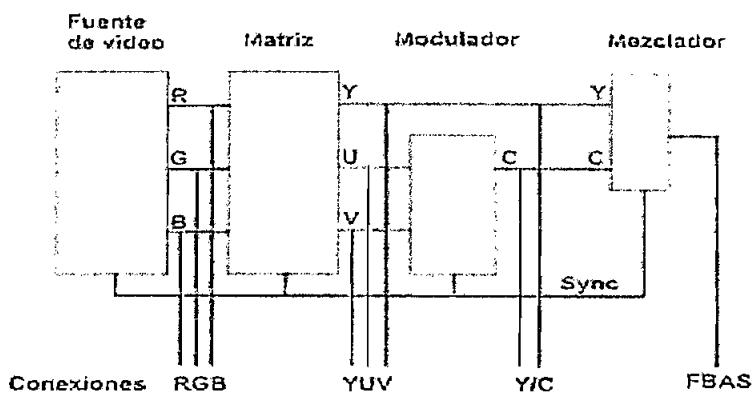 Fuente
de video
Matriz
Modulador
Mezclador
R
Y
Y
G
U
C
C
B
V
Sync
Conexiones
RGB
YUV
Y/C
FBAS